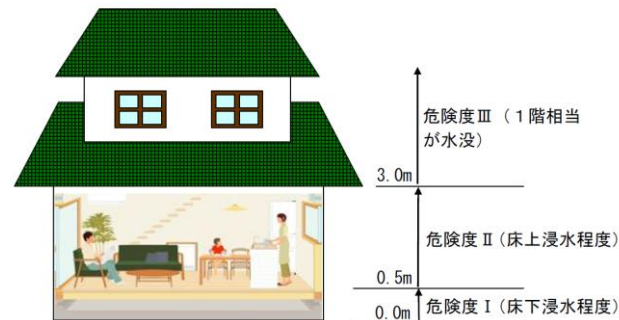 危険度Ⅲ（１階相当
が水没）
3.0m
危険度Ⅱ（床上浸水程度）
0.5m
0.0m
危険度Ⅰ（床下浸水程度）